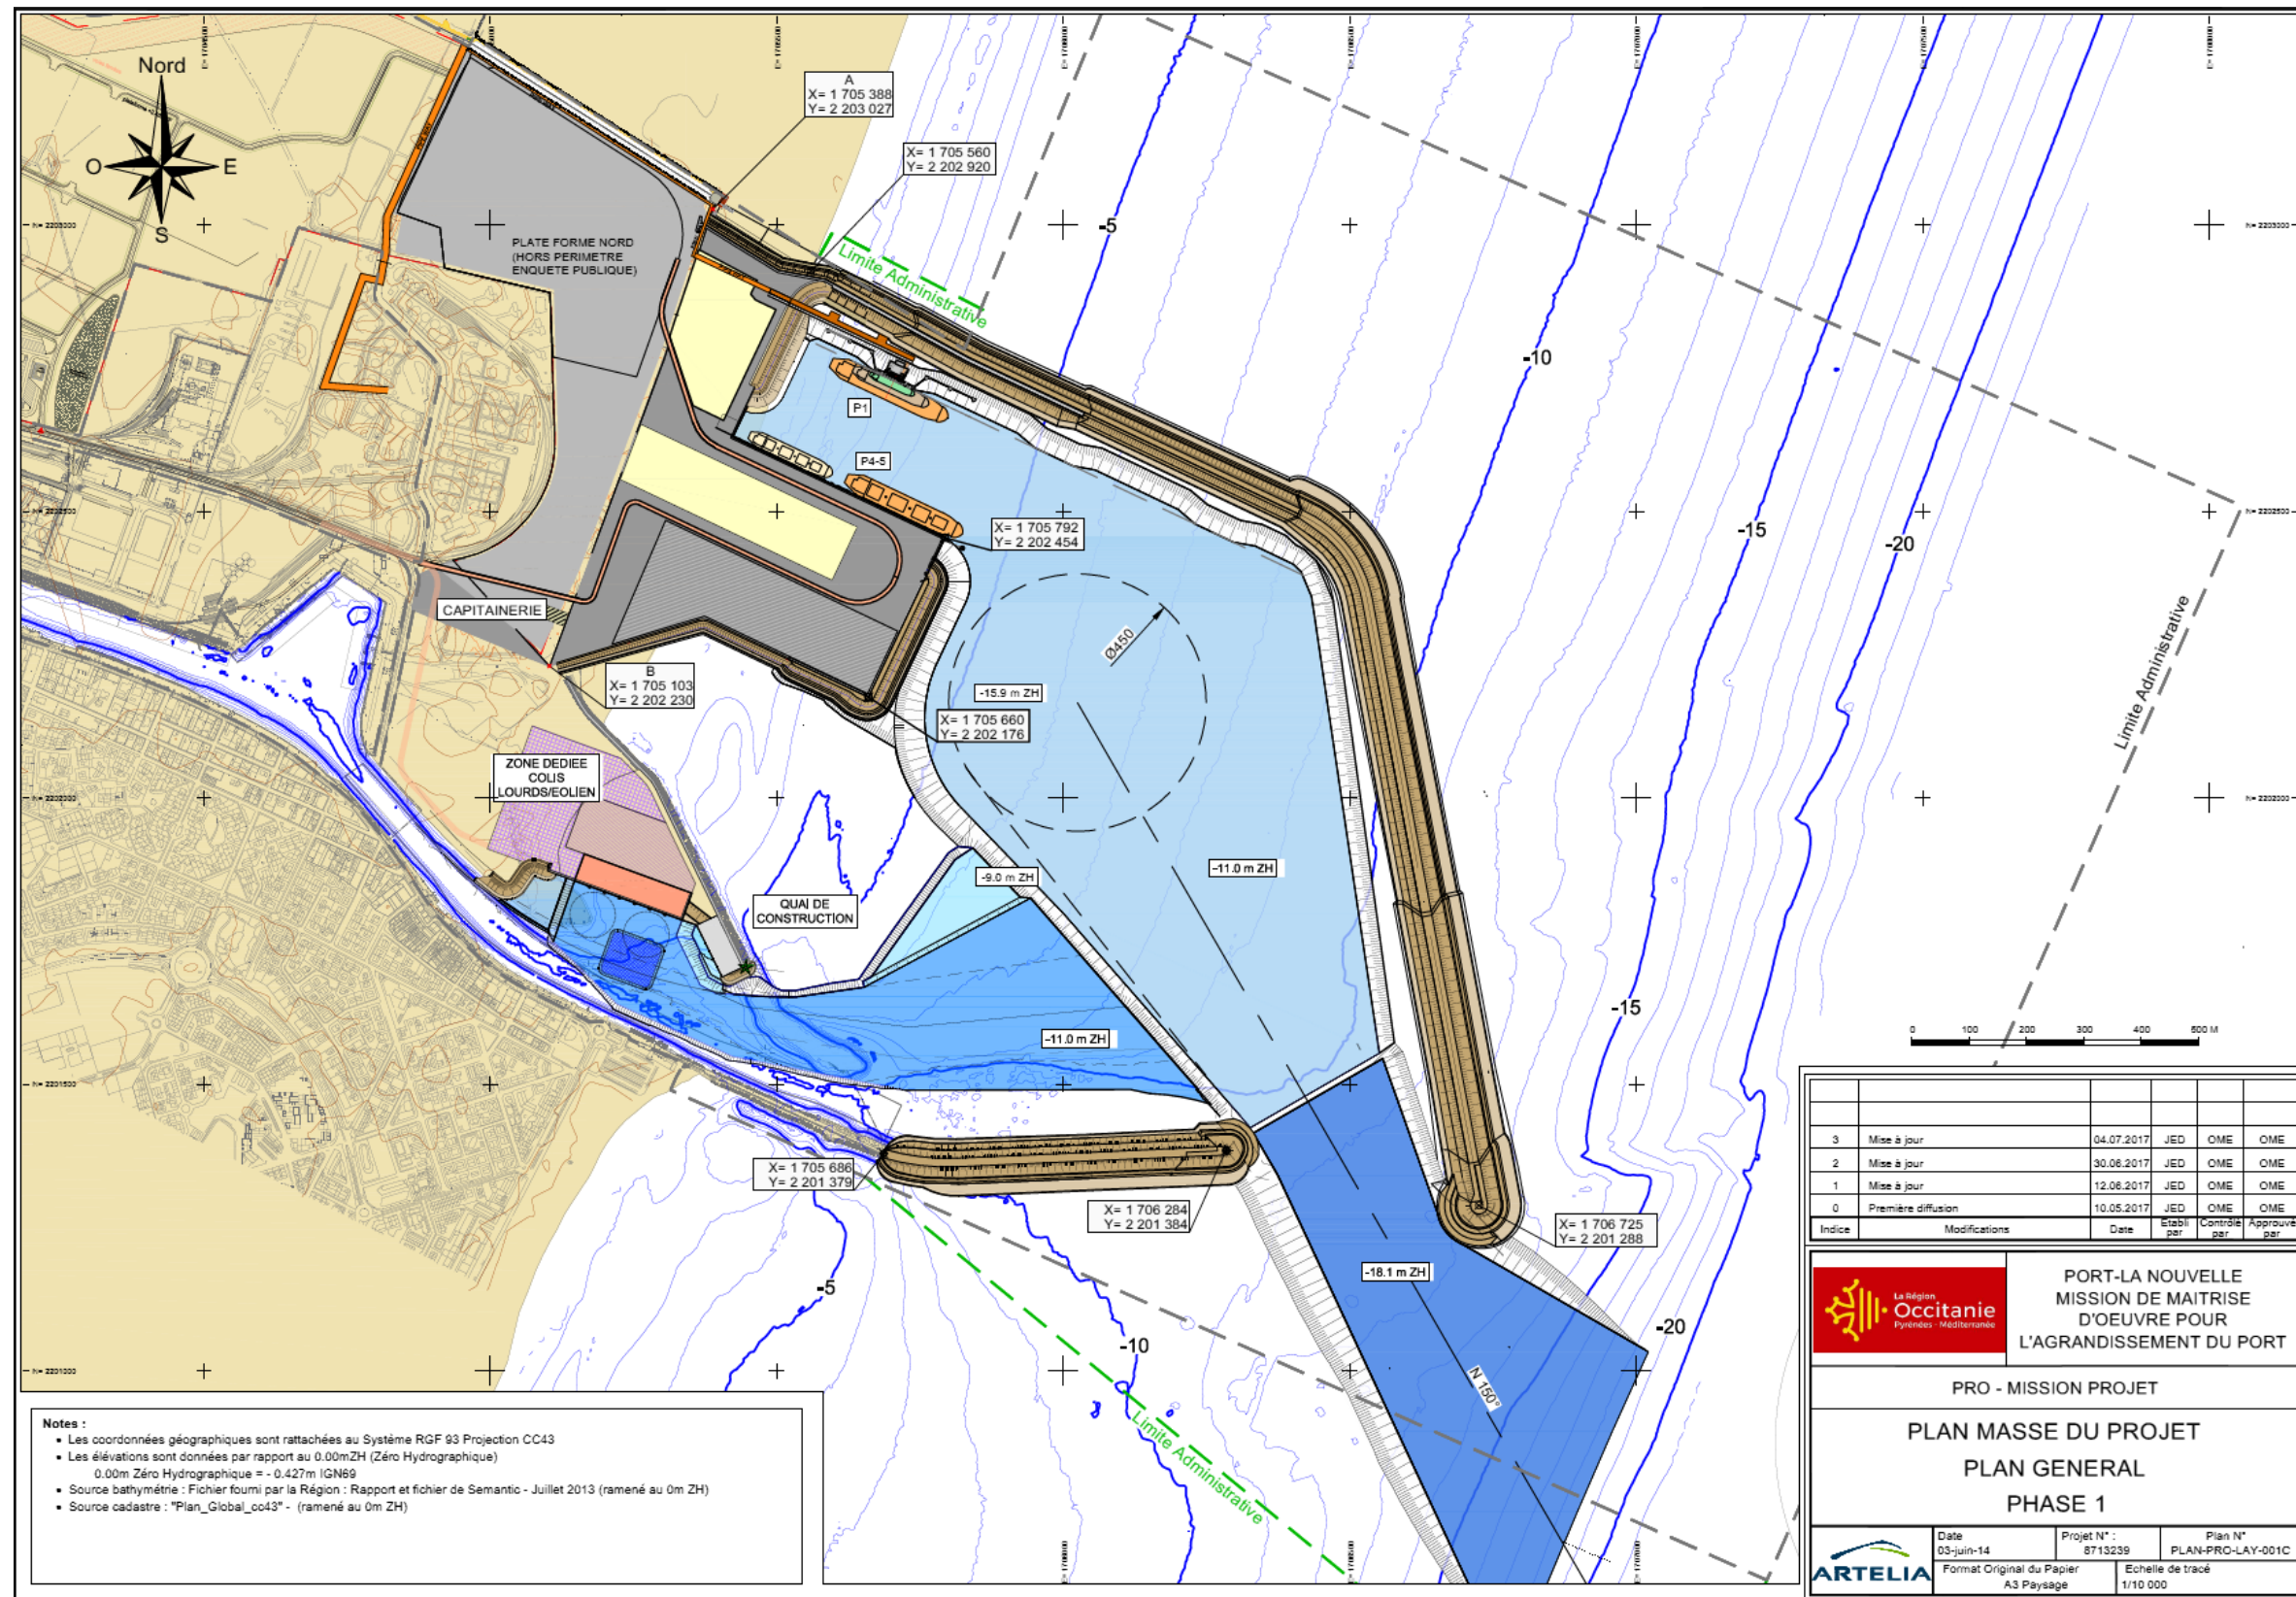 Nord
O
E
S
A
X= 1 705 388
Y= 2 203 027
X= 1 705 560
Y= 2 202 920
N= 2203000
-5
N= 2203000
PLATE FORME NORD
(HORS PERIMETRE
ENQUETE PUBLIQUE)
Limite Administrative
-10
P1
P4-5
N= 2202500
X= 1 705 792
Y= 2 202 454
-15
-20
N= 2202500
CAPITAINERIE
Ø450
Limite Administrative
B
X= 1 705 103
Y= 2 202 230
-15.9 m ZH
X= 1 705 660
Y= 2 202 176
ZONE DEDIEE
COLIS
LOURDS/EOLIEN
N= 2202000
N= 2202000
-9.0 m ZH
-11.0 m ZH
QUAI DE
CONSTRUCTION
-15
-11.0 m ZH
0 100 200 300 400 500 M
N= 2201500
X= 1 705 686
Y= 2 201 379
X= 1 706 284
Y= 2 201 384
X= 1 706 725
Y= 2 201 288
-18.1 m ZH
-5
-10
-20
N= 2201000
N 150°
Limite Administrative
Notes :
• Les coordonnées géographiques sont rattachées au Système RGF 93 Projection CC43
• Les élévations sont données par rapport au 0.00mZH (Zéro Hydrographique)
0.00m Zéro Hydrographique = - 0.427m IGN69
• Source bathymétrie : Fichier fourni par la Région : Rapport et fichier de Semantic - Juillet 2013 (ramené au 0m ZH)
• Source cadastre : "Plan_Global_cc43" - (ramené au 0m ZH)
3 Mise à jour 04.07.2017 JED OME OME
2 Mise à jour 30.06.2017 JED OME OME
1 Mise à jour 12.06.2017 JED OME OME
0 Première diffusion 10.05.2017 JED OME OME
Indice Modifications Date Etabli par Contrôlé par Approuvé par
La Région
Occitanie
Pyrénées - Méditerranée
PORT-LA NOUVELLE
MISSION DE MAITRISE
D'OEUVRE POUR
L'AGRANDISSEMENT DU PORT
PRO - MISSION PROJET
PLAN MASSE DU PROJET
PLAN GENERAL
PHASE 1
ARTELIA
Date
03-juin-14
Projet N° :
8713239
Plan N°
PLAN-PRO-LAY-001C
Format Original du Papier
A3 Paysage
Echelle de tracé
1/10 000